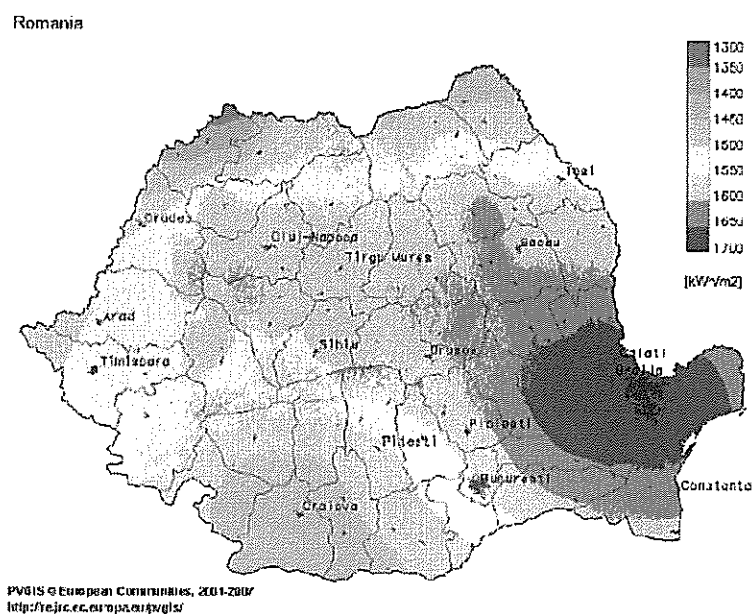 Romania
1300
1350
1400
1450
1500
1550
1600
1650
1700
Oradea
Cluj-Napoca
Bacau
Tirgu Mures
[kWh/m2]
Arad
Sibiu
Brasov
Galati
Braila
Timisoara
Ploiesti
Pitesti
Bucuresti
Constanta
Craiova
PVGIS © European Communities, 2001-2007
http://re.jrc.ec.europa.eu/pvgis/